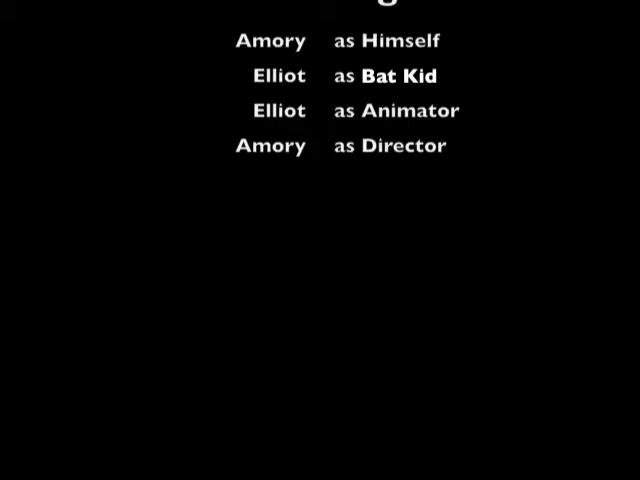 Amory as Himself
Elliot as Bat Kid
Elliot as Animator
Amory as Director